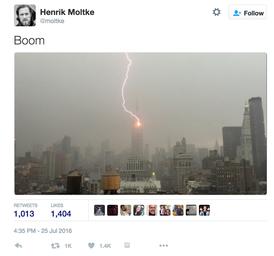 Henrik Moltke
@moltke
Follow
Boom
RETWEETS LIKES
1,013 1,404
4:35 PM - 25 Jul 2016
1K 1.4K